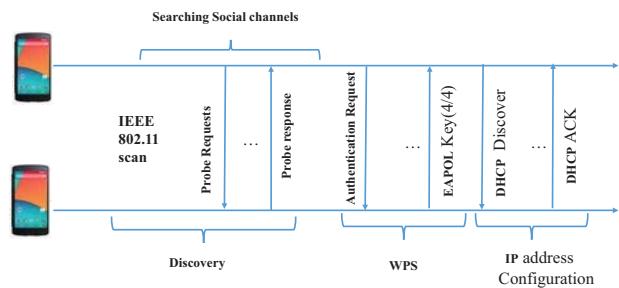 Searching Social channels
IEEE
802.11
scan
Probe Requests
...
Probe response
Authentication Request
...
EAPOL Key(4/4)
DHCP Discover
...
DHCP ACK
Discovery
WPS
IP address
Configuration